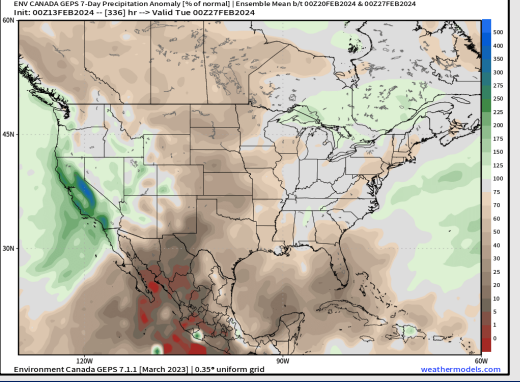 ENV CANADA GEPS 7-Day Precipitation Anomaly [% of normal] | Ensemble Mean b/t 00Z20FEB2024 & 00Z27FEB2024
Init: 00Z13FEB2024 -- [336] hr --> Valid Tue 00Z27FEB2024
60N
45N
30N
120W
90W
60W
500
400
350
300
275
250
225
200
175
150
125
100
75
70
60
50
40
30
25
20
15
10
5
1
0
Environment Canada GEPS 7.1.1 [March 2023] | 0.35° uniform grid
weathermodels.com